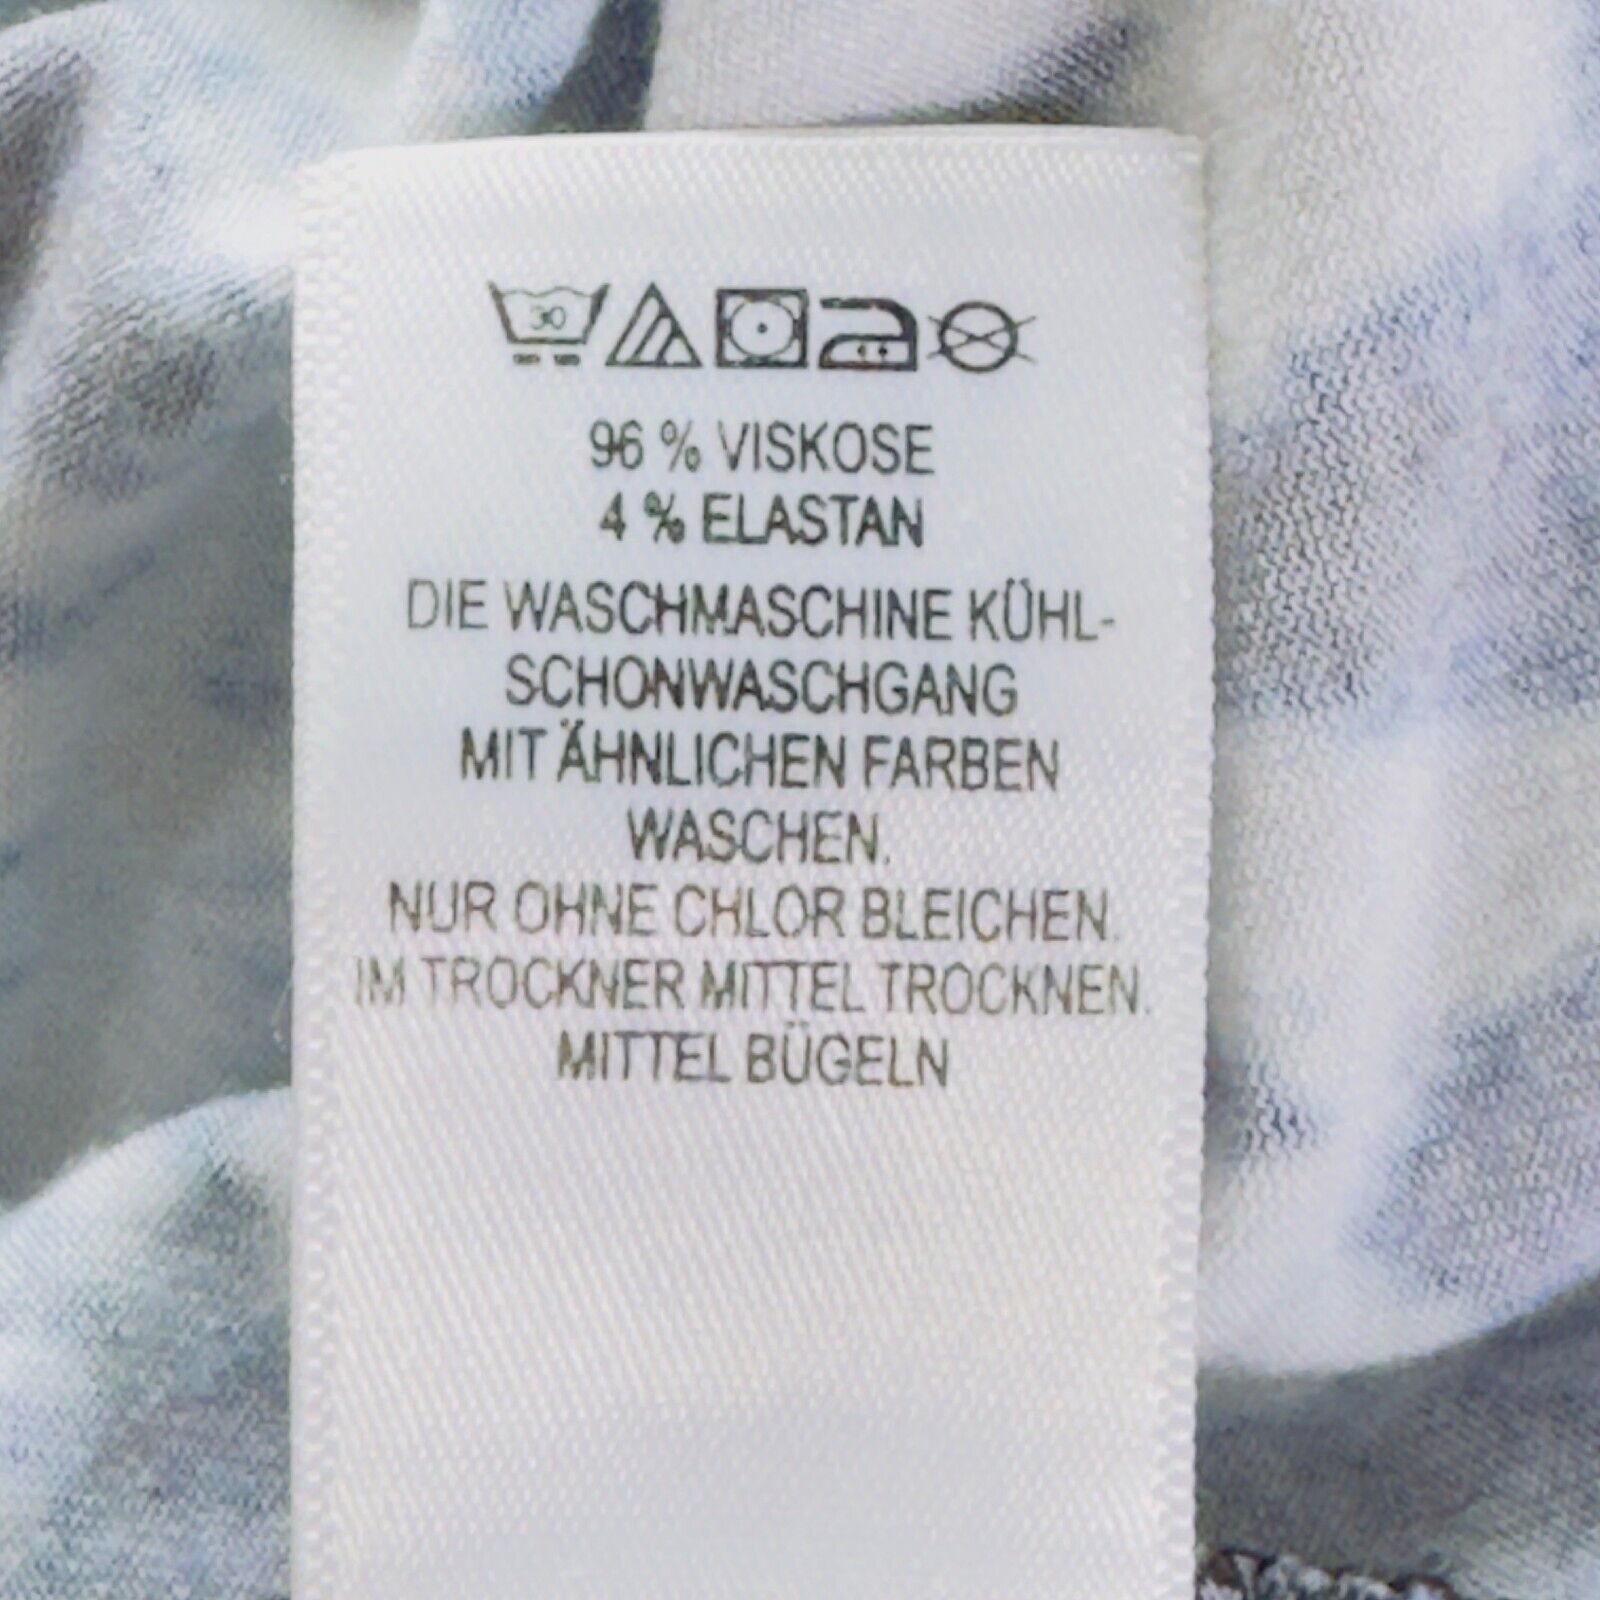 30
96 % VISKOSE
4 % ELASTAN
DIE WASCHMASCHINE KÜHL-
SCHONWASCHGANG
MIT ÄHNLICHEN FARBEN
WASCHEN.
NUR OHNE CHLOR BLEICHEN.
IM TROCKNER MITTEL TROCKNEN.
MITTEL BÜGELN